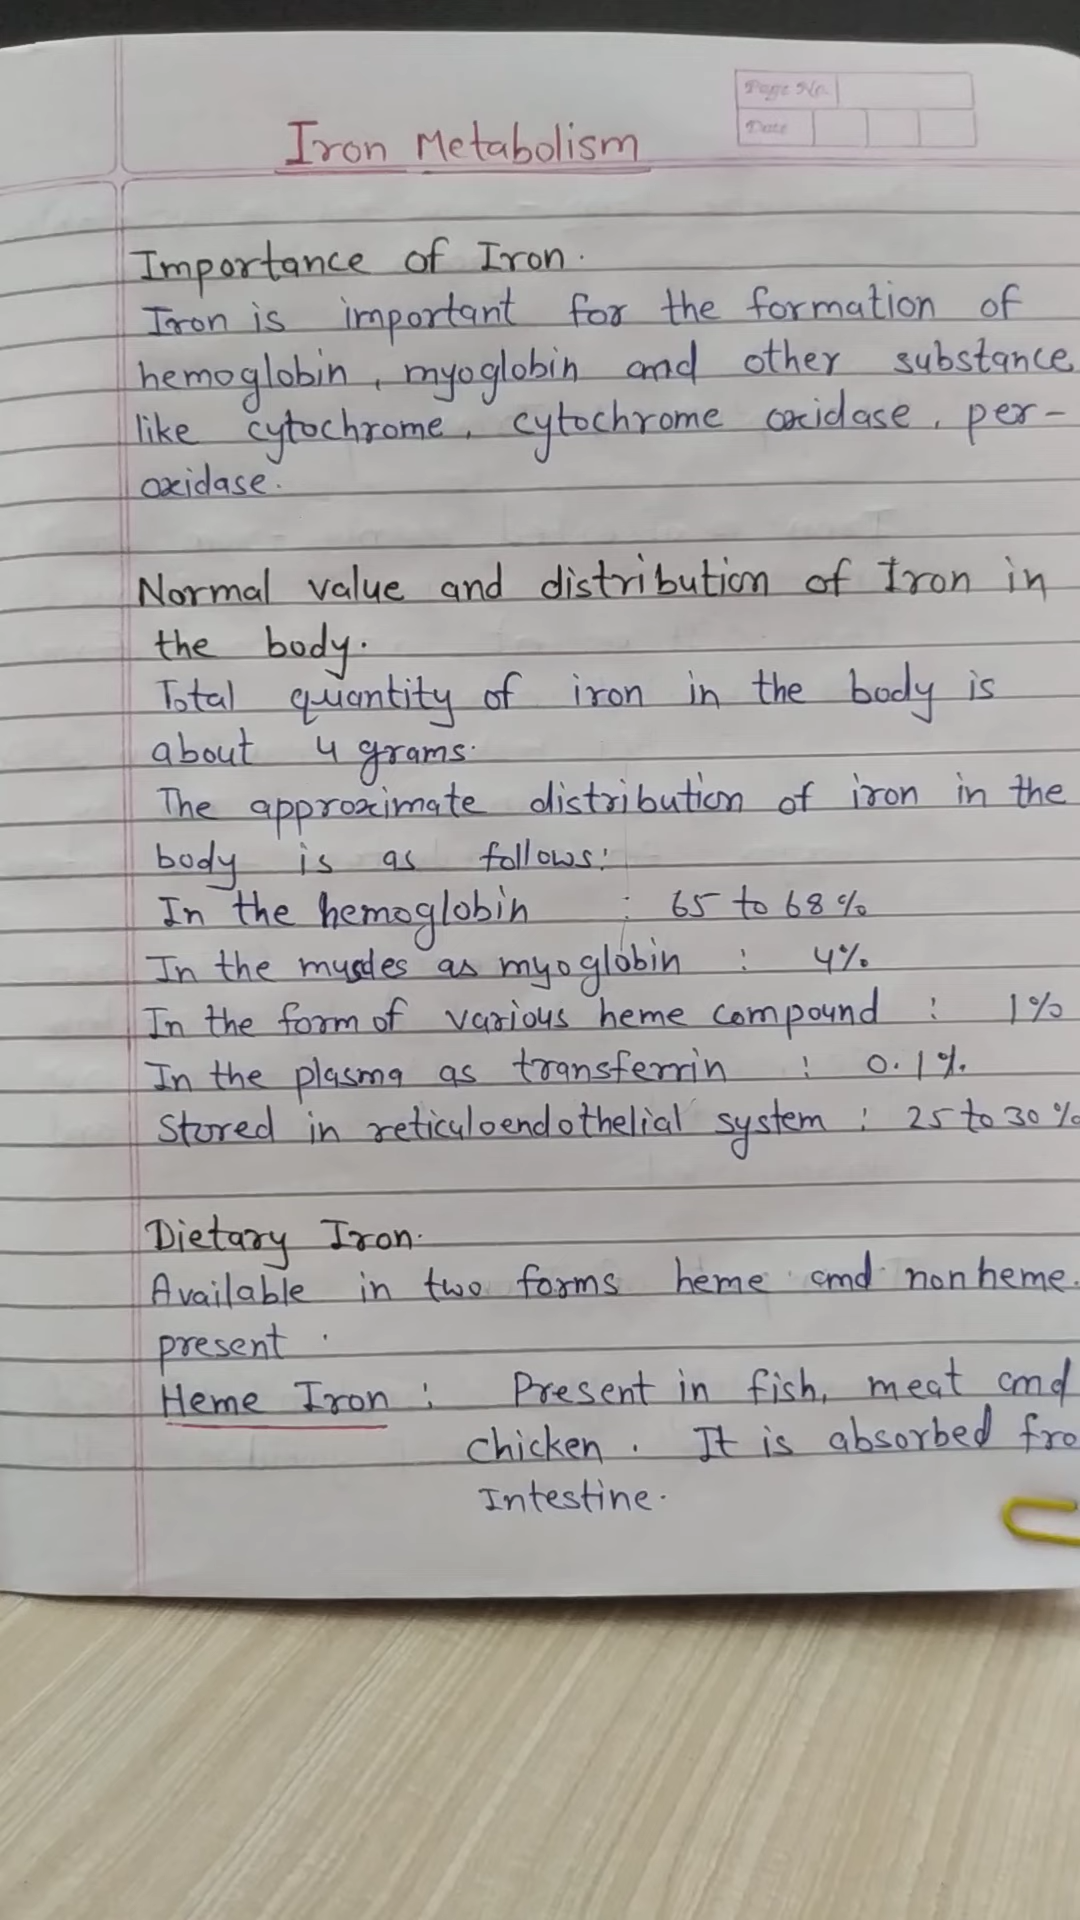 Page No.
Date
Iron Metabolism
Importance of Iron.
Iron is important for the formation of
hemoglobin, myoglobin and other substance
like cytochrome, cytochrome oxidase, per-
oxidase.
Normal value and distribution of Iron in
the body.
Total quantity of iron in the body is
about 4 grams.
The approximate distribution of iron in the
body is as follows:
In the hemoglobin : 65 to 68%
In the muscles as myoglobin : 4%
In the form of various heme compound : 1%
In the plasma as transferrin : 0.1%.
Stored in reticuloendothelial system : 25 to 30%
Dietary Iron.
Available in two forms heme and nonheme.
present .
Heme Iron : Present in fish, meat and
chicken. It is absorbed fro
Intestine.